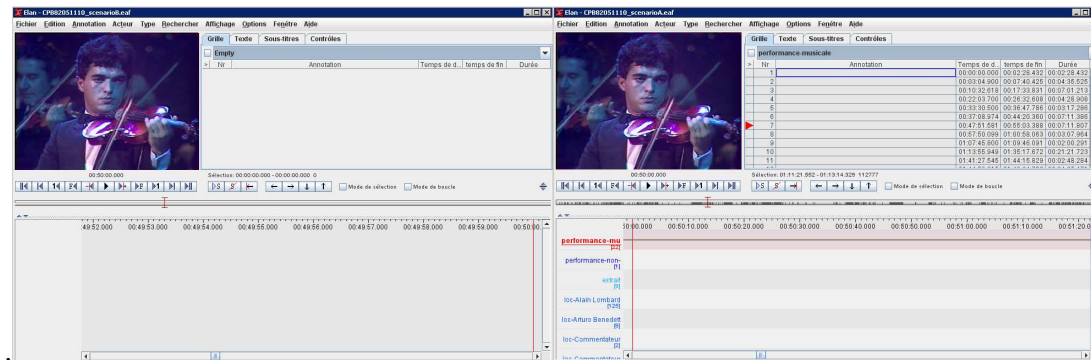 Elan - CPB82051110_scenarioB.eaf
Fichier Edition Annotation Acteur Type Rechercher Affichage Options Fenêtre Aide
Grille Texte Sous-titres Contrôles
Empty
> Nr Annotation Temps de d... temps de fin Durée
00:50:00.000
Sélection: 00:00:00.000 - 00:00:00.000 0
Mode de sélection Mode de boucle
49:52.000 00:49:53.000 00:49:54.000 00:49:55.000 00:49:56.000 00:49:57.000 00:49:58.000 00:49:59.000 00:50:00.
Elan - CPB82051110_scenarioA.eaf
Fichier Edition Annotation Acteur Type Rechercher Affichage Options Fenêtre Aide
Grille Texte Sous-titres Contrôles
performance-musicale
> Nr Annotation Temps de d... temps de fin Durée
1 00:00:00.000 00:02:28.432 00:02:28.432
2 00:03:04.900 00:07:40.425 00:04:35.525
3 00:10:32.618 00:17:33.831 00:07:01.213
4 00:22:03.700 00:26:32.608 00:04:28.908
5 00:33:30.500 00:36:47.786 00:03:17.286
6 00:37:08.974 00:44:20.360 00:07:11.386
7 00:47:51.581 00:55:03.388 00:07:11.807
8 00:57:50.099 01:00:58.063 00:03:07.964
9 01:07:45.800 01:09:46.091 00:02:00.291
10 01:13:55.949 01:35:17.672 00:21:21.723
11 01:41:27.545 01:44:15.829 00:02:48.284
00:50:00.000
Sélection: 01:11:21.552 - 01:13:14.329 112777
Mode de sélection Mode de boucle
00:50:10.000 00:50:20.000 00:50:30.000 00:50:40.000 00:50:50.000 00:51:00.000 00:51:10.000 00:51:20.0
performance-mu
[22]
performance-non-
[1]
extrait
loc-Alain Lombard
[125]
loc-Arturo Benedett
loc-Commentateur
[2]
loc-Commentateur